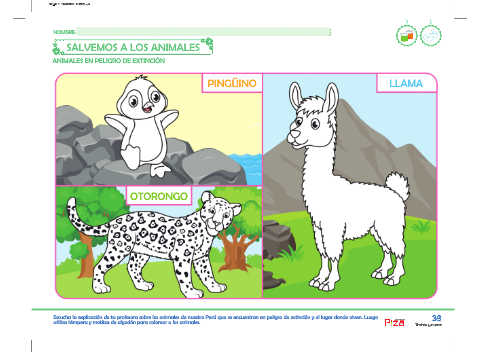 NOMBRE:
SALVEMOS A LOS ANIMALES
ANIMALES EN PELIGRO DE EXTINCIÓN
PINGÜINO
LLAMA
OTORONGO
Escucha la explicación de tu profesora sobre los animales de nuestro Perú que se encuentran en peligro de extinción y el lugar donde viven. Luego
utiliza témpera y motitas de algodón para colorear a los animales.
38